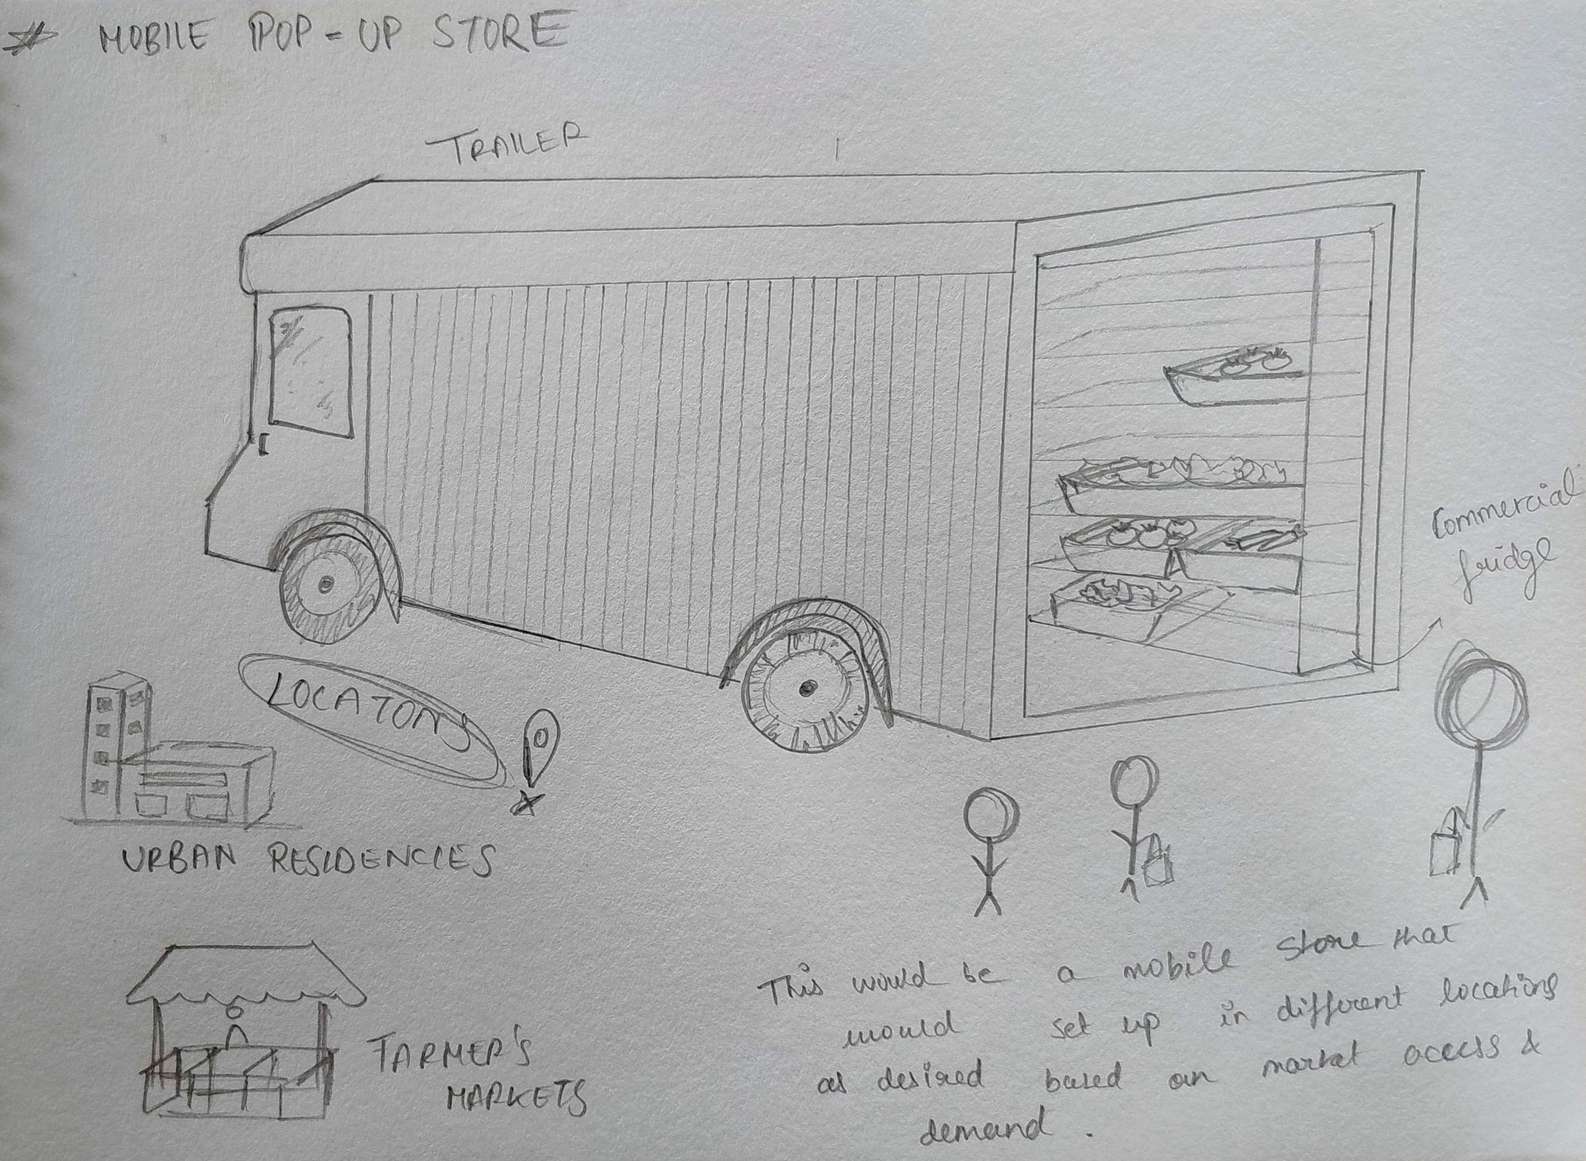 * MOBILE POP-UP STORE
TRAILER
Commercial
fridge
LOCATONS
URBAN RESIDENCIES
FARMER'S
MARKETS
This would be a mobile store that
would set up in different locations
as desired based on market access &
demand.